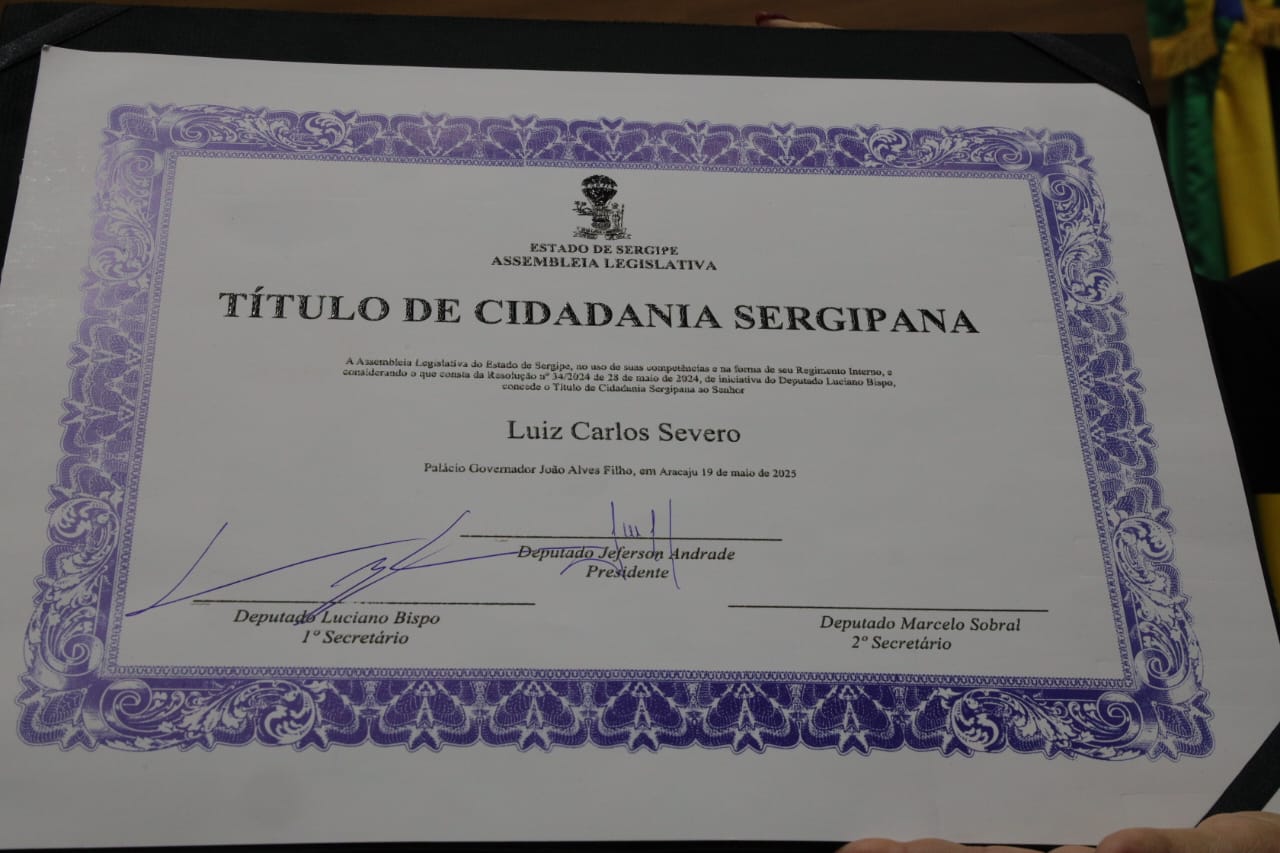 ESTADO DE SERGIPE
ASSEMBLEIA LEGISLATIVA
TÍTULO DE CIDADANIA SERGIPANA
A Assembleia Legislativa do Estado de Sergipe, no uso de suas competências e na forma de seu Regimento Interno, e
considerando o que consta da Resolução nº 34/2024 de 28 de maio de 2024, de iniciativa do Deputado Luciano Bispo,
concede o Título de Cidadania Sergipana ao Senhor
Luiz Carlos Severo
Palácio Governador João Alves Filho, em Aracaju 19 de maio de 2025
Deputado Jeferson Andrade
Presidente
Deputado Luciano Bispo
1º Secretário
Deputado Marcelo Sobral
2º Secretário